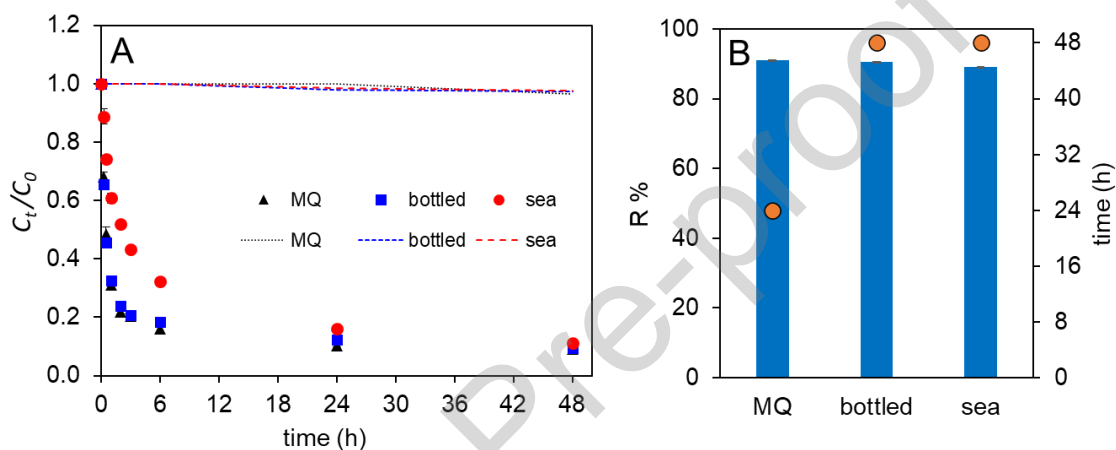 A
1.2
1.0
0.8
0.6
0.4
0.2
0.0
Ct/C0
MQ bottled sea
MQ bottled sea
0 6 12 18 24 30 36 42 48
time (h)
B
100
80
60
40
20
0
R %
48
40
32
24
16
8
0
time (h)
MQ bottled sea
Pre-proof